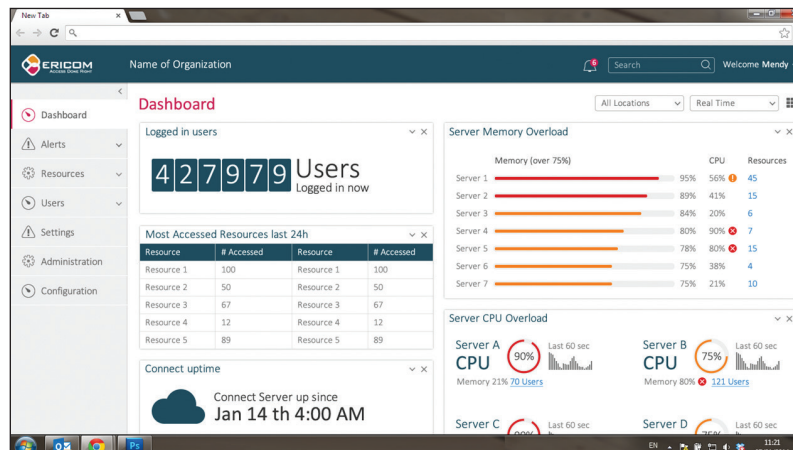 New Tab
ERICOM
ACCESS DONE RIGHT
Name of Organization
6
Search
Welcome Mendy
Dashboard
Alerts
Resources
Users
Settings
Administration
Configuration
Dashboard
All Locations
Real Time
Logged in users
427979 Users
Logged in now
Most Accessed Resources last 24h
Resource # Accessed Resource # Accessed
Resource 1 100 Resource 1 100
Resource 2 50 Resource 2 50
Resource 3 67 Resource 3 67
Resource 4 12 Resource 4 12
Resource 5 89 Resource 5 89
Connect uptime
Connect Server up since
Jan 14 th 4:00 AM
Server Memory Overload
Memory (over 75%) CPU Resources
Server 1 95% 56% 45
Server 2 89% 41% 15
Server 3 84% 20% 6
Server 4 80% 90% 7
Server 5 78% 80% 15
Server 6 75% 38% 4
Server 7 75% 21% 10
Server CPU Overload
Server A
CPU
90%
Last 60 sec
Memory 21% 70 Users
Server B
CPU
75%
Last 60 sec
Memory 80% 121 Users
Server C
90%
Last 60 sec
Server D
75%
Last 60 sec
Ps
EN
11:21